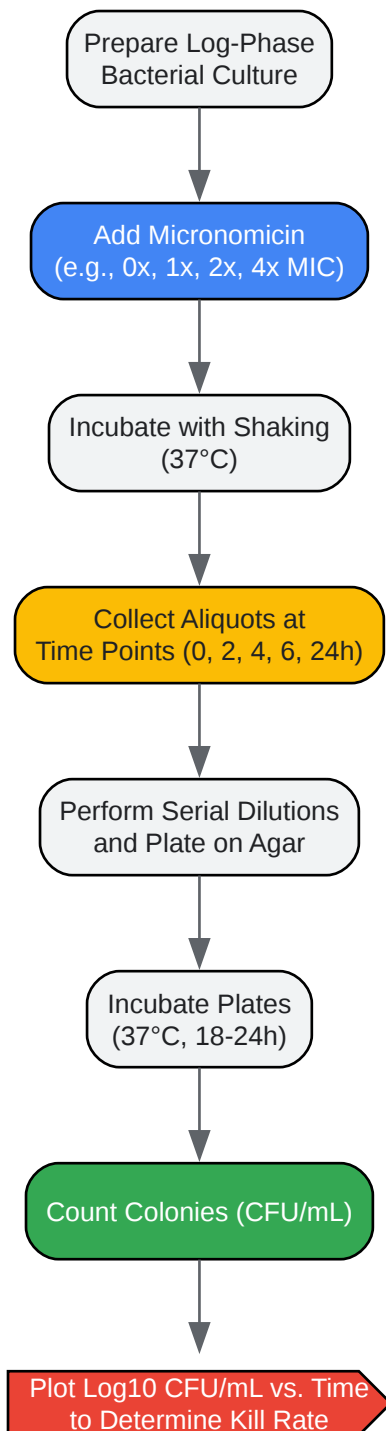 Prepare Log-Phase
Bacterial Culture
Add Micronomicin
(e.g., 0x, 1x, 2x, 4x MIC)
Incubate with Shaking
(37°C)
Collect Aliquots at
Time Points (0, 2, 4, 6, 24h)
Perform Serial Dilutions
and Plate on Agar
Incubate Plates
(37°C, 18-24h)
Count Colonies (CFU/mL)
Plot Log10 CFU/mL vs. Time
to Determine Kill Rate